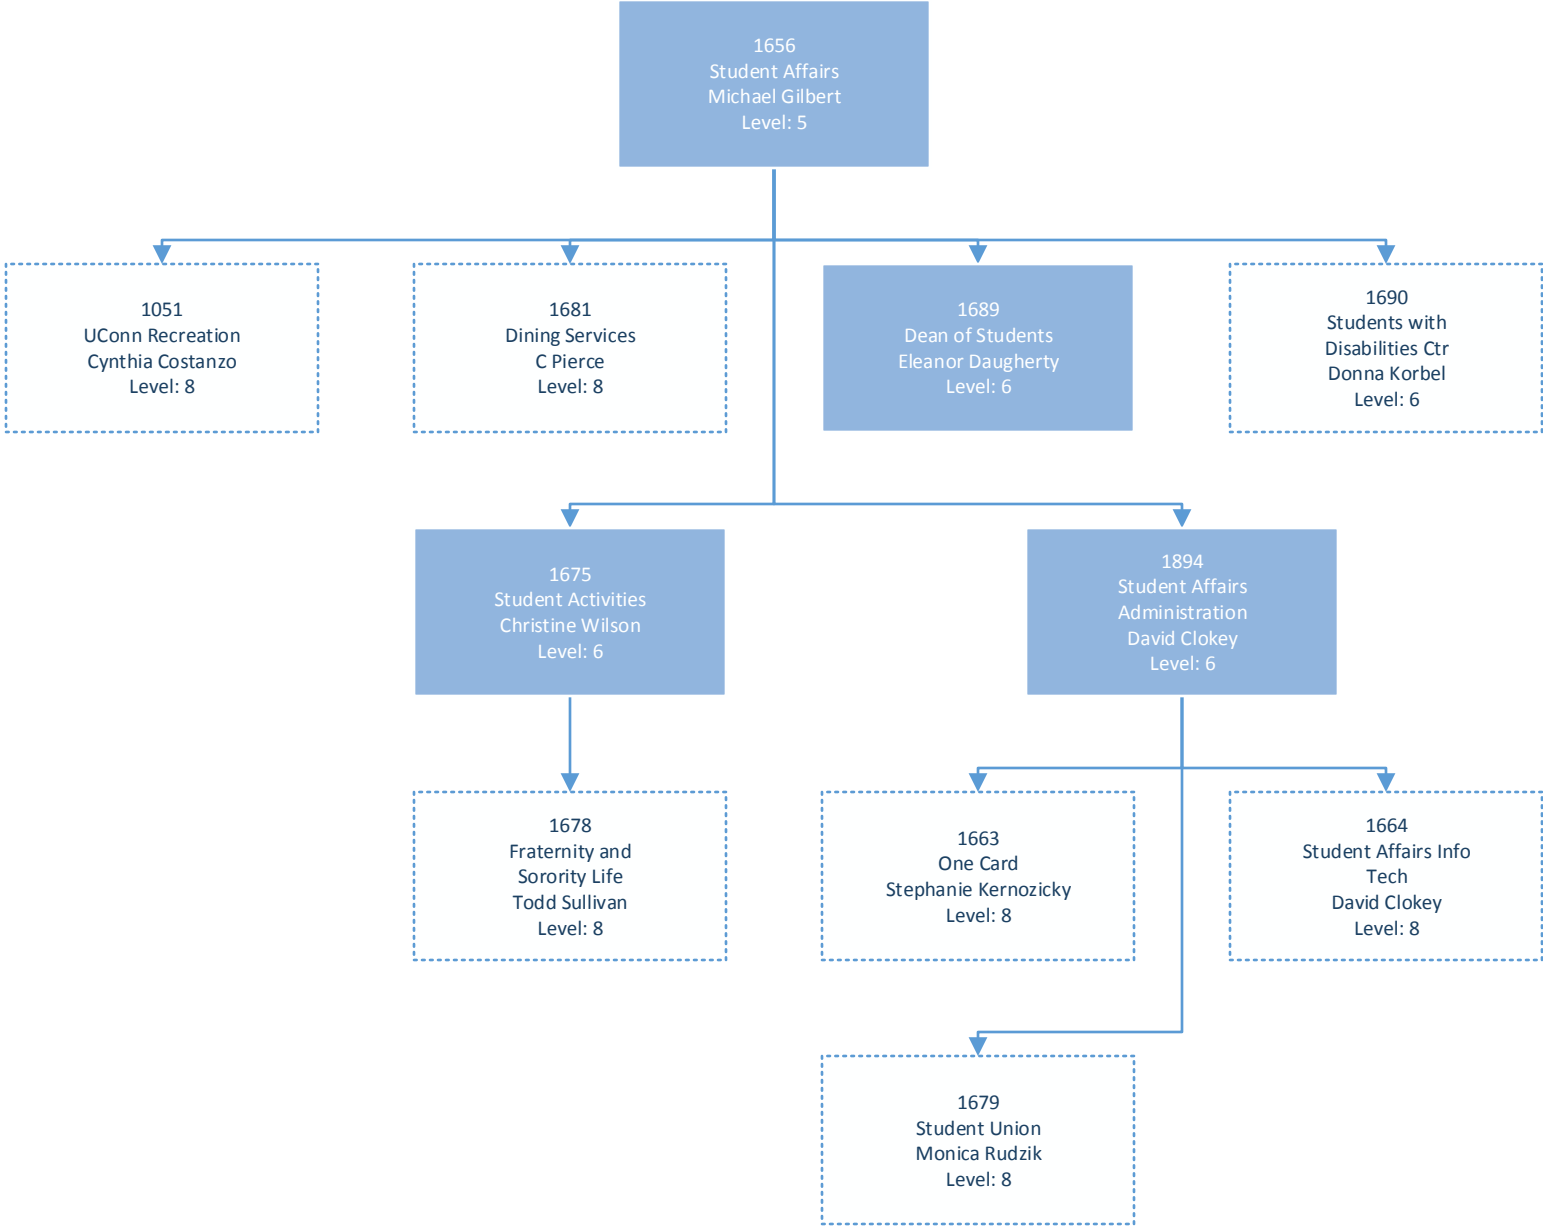 1656
Student Affairs
Michael Gilbert
Level: 5
1051
UConn Recreation
Cynthia Costanzo
Level: 8
1681
Dining Services
C Pierce
Level: 8
1689
Dean of Students
Eleanor Daugherty
Level: 6
1690
Students with
Disabilities Ctr
Donna Korbel
Level: 6
1675
Student Activities
Christine Wilson
Level: 6
1894
Student Affairs
Administration
David Clokey
Level: 6
1678
Fraternity and
Sorority Life
Todd Sullivan
Level: 8
1663
One Card
Stephanie Kernozicky
Level: 8
1664
Student Affairs Info
Tech
David Clokey
Level: 8
1679
Student Union
Monica Rudzik
Level: 8